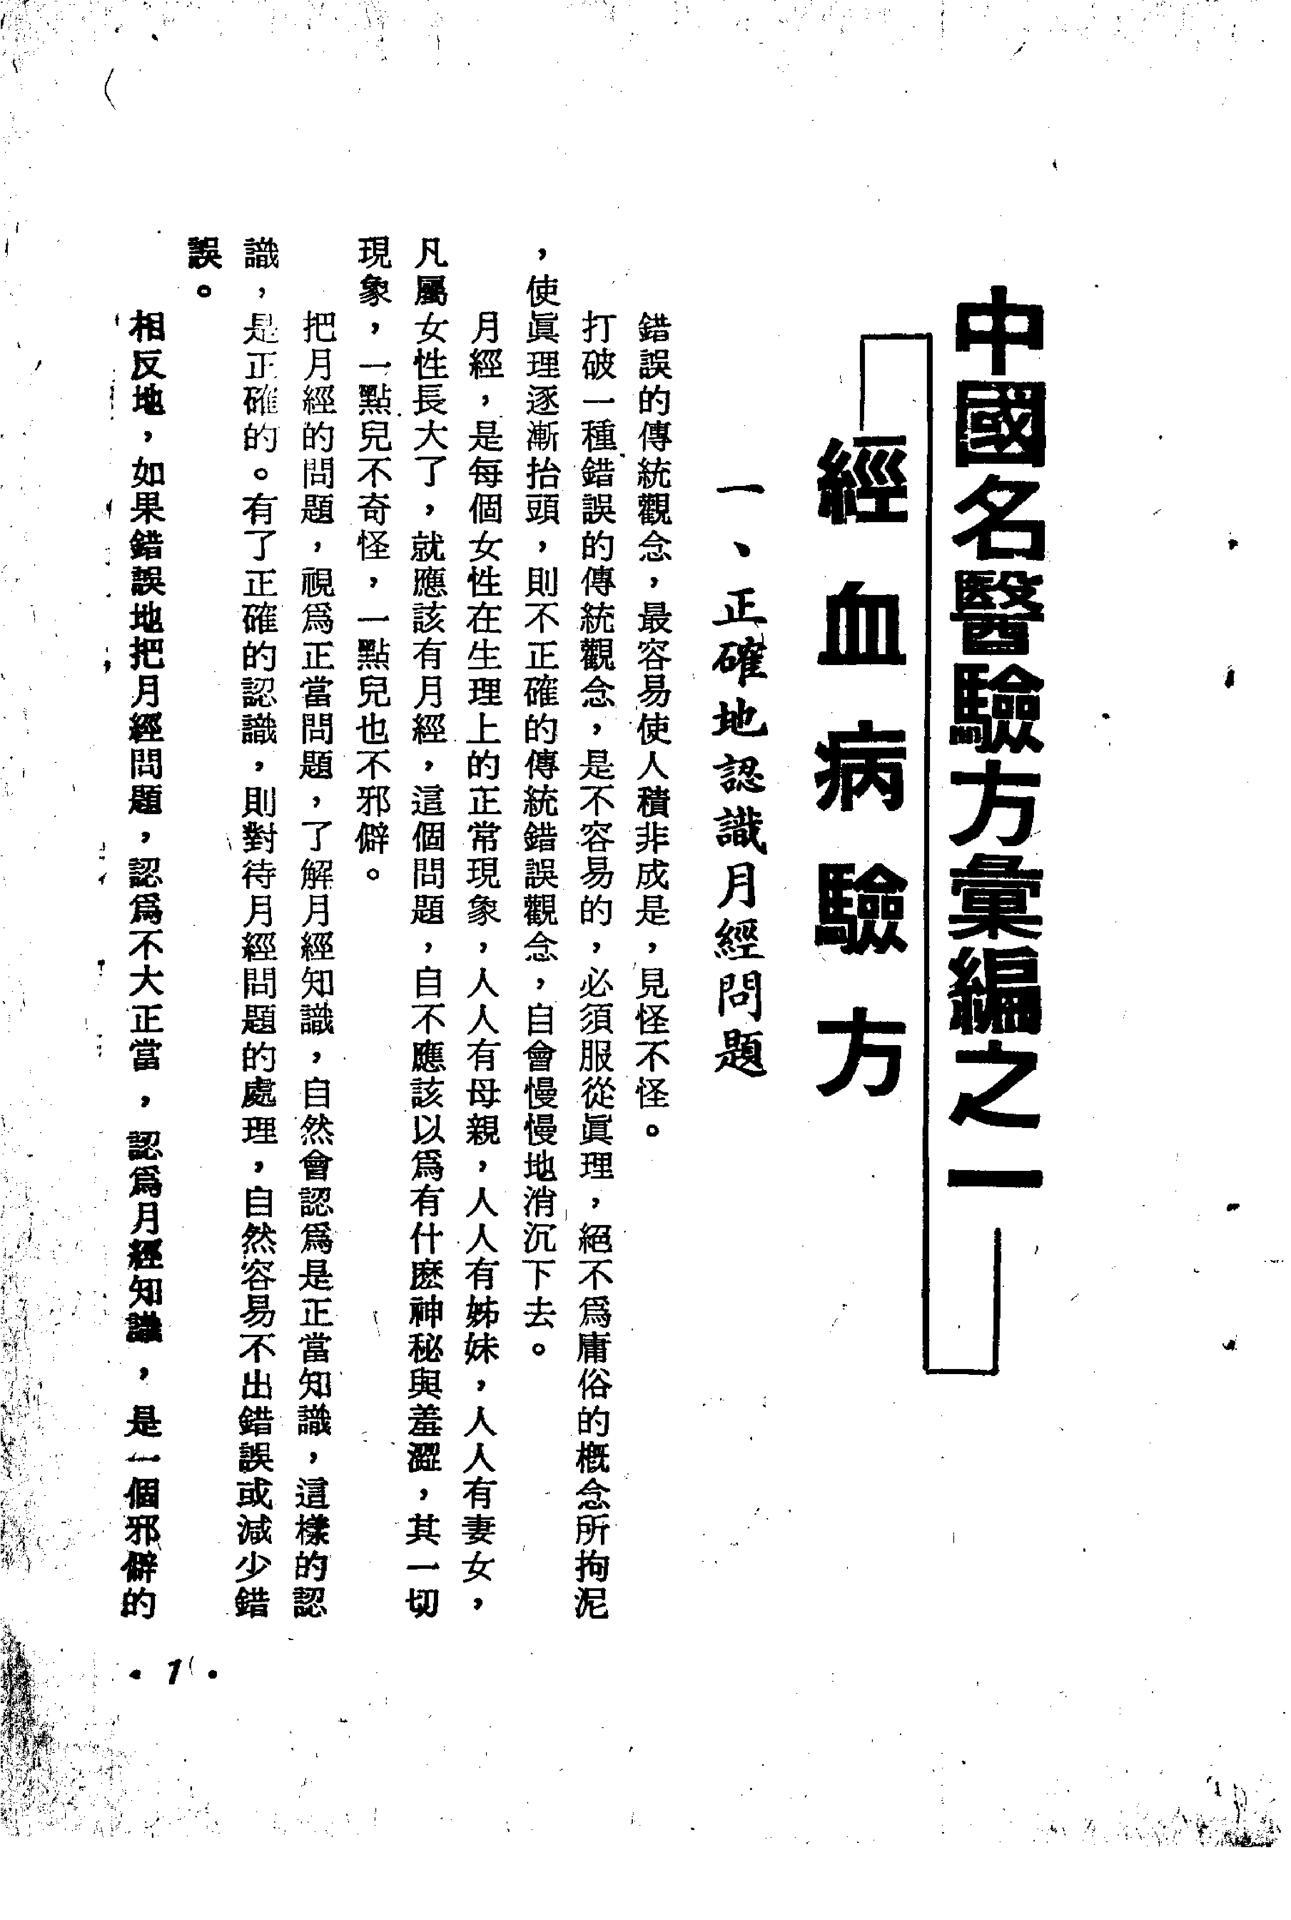 中國名醫驗方彙編之一
經血病驗方
一、正確地認識月經問題
錯誤的傳統觀念，最容易使人積非成是，見怪不怪。
打破一種錯誤的傳統觀念，是不容易的，必須服從眞理，絕不爲庸俗的概念所拘泥
，使眞理逐漸抬頭，則不正確的傳統錯誤觀念，自會慢慢地消沉下去。
月經，是每個女性在生理上的正常現象，人人有母親，人人有姊妹，人人有妻女，
凡屬女性長大了，就應該有月經，這個問題，自不應該以爲有什麽神秘與羞澀，其一切
現象，一點兒不奇怪，一點兒也不邪僻。
把月經的問題，視爲正當問題，了解月經知識，自然會認爲是正當知識，這樣的認
識，是正確的。有了正確的認識，則對待月經問題的處理，自然容易不出錯誤或減少錯
誤。
相反地，如果錯誤地把月經問題，認爲不大正當，認爲月經知識，是一個邪僻的
• 1 •